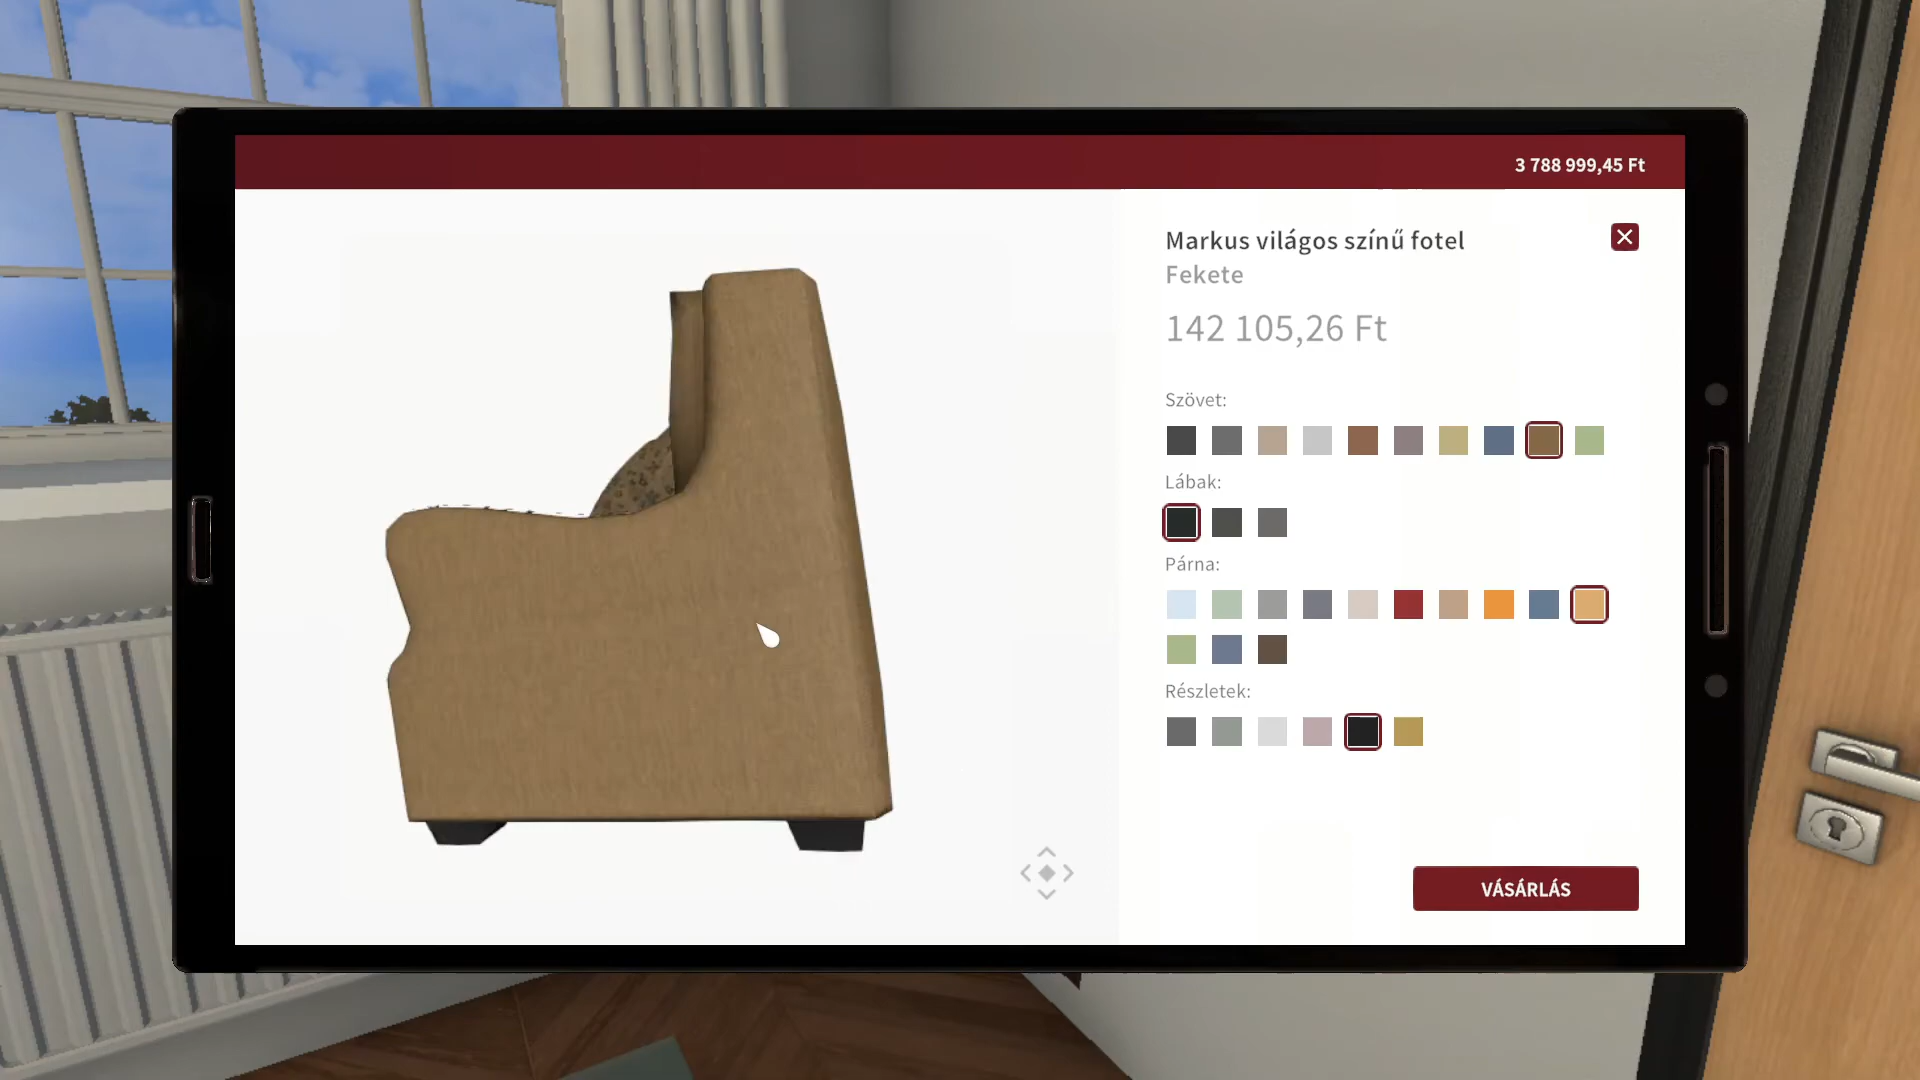 3 788 999,45 Ft
Markus világos színű fotel
Fekete
142 105,26 Ft
Szövet:
Lábak:
Párna:
Részletek:
VÁSÁRLÁS